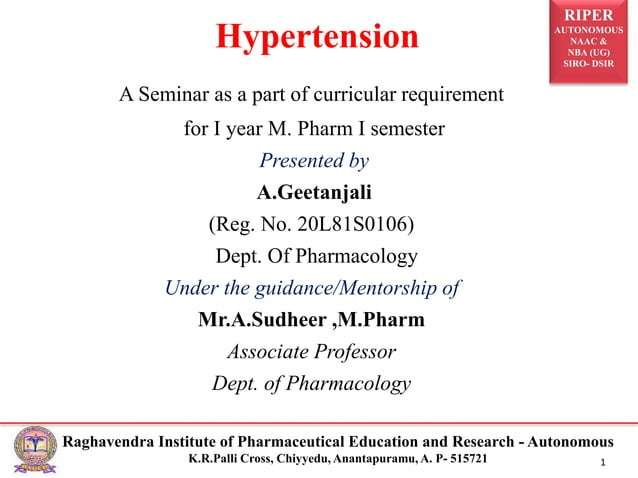 Hypertension
RIPER
AUTONOMOUS
NAAC &
NBA (UG)
SIRO- DSIR
A Seminar as a part of curricular requirement
for I year M. Pharm I semester
Presented by
A.Geetanjali
(Reg. No. 20L81S0106)
Dept. Of Pharmacology
Under the guidance/Mentorship of
Mr.A.Sudheer ,M.Pharm
Associate Professor
Dept. of Pharmacology
Raghavendra Institute of Pharmaceutical Education and Research - Autonomous
K.R.Palli Cross, Chiyyedu, Anantapuramu, A. P- 515721
1